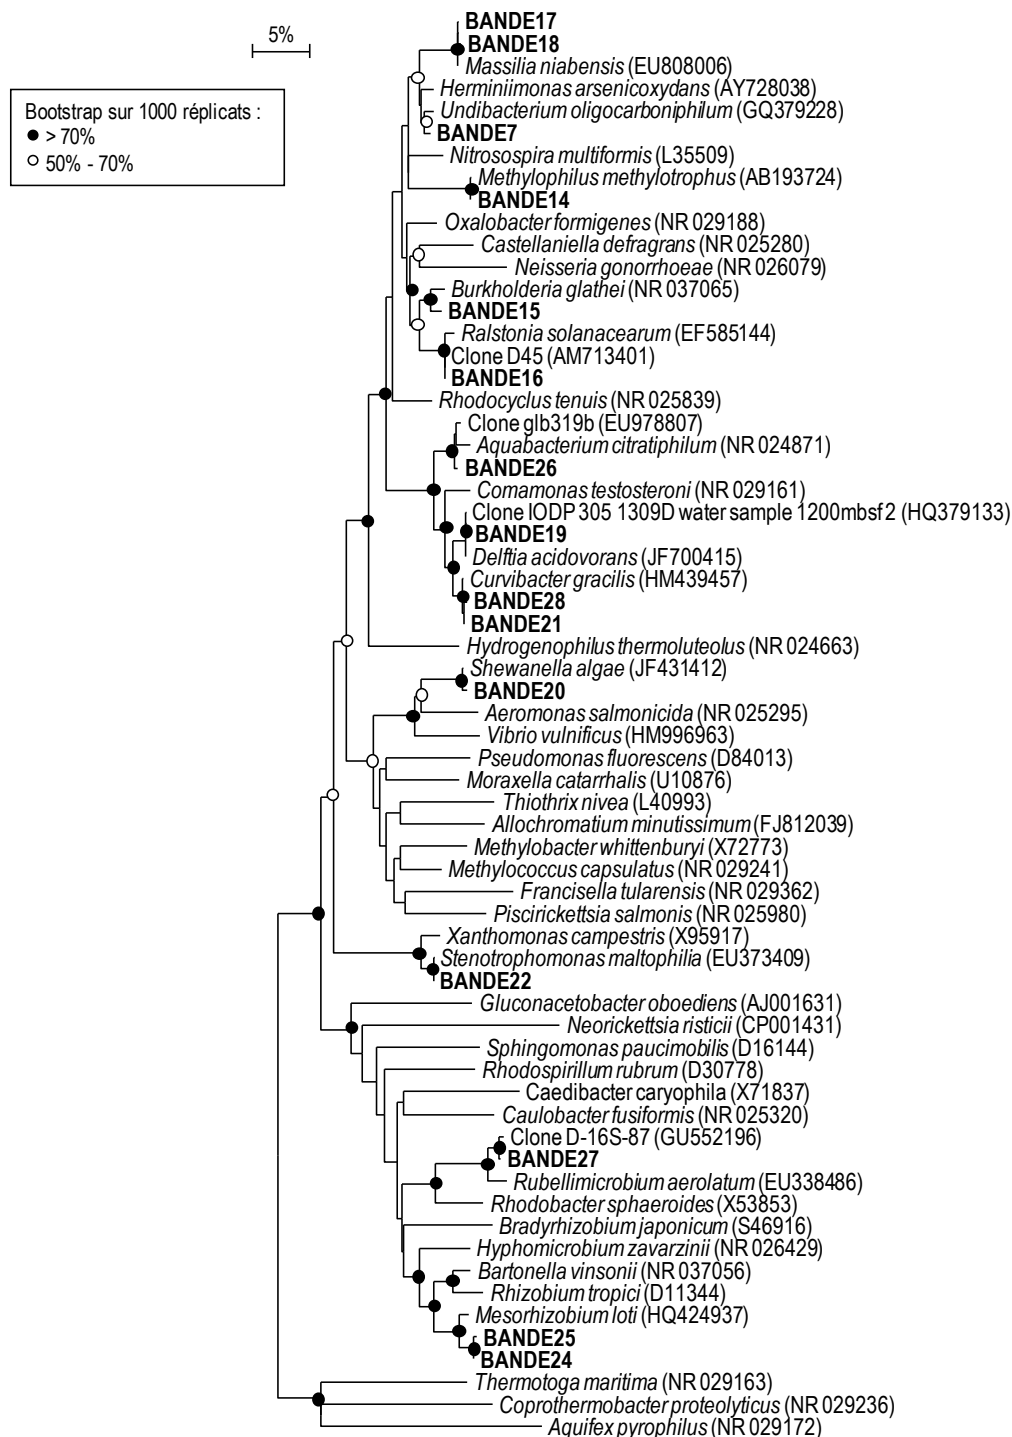 5%
Bootstrap sur 1000 réplicats :
> 70%
50% - 70%
BANDE17
BANDE18
Massilia niabensis (EU808006)
Herminiimonas arsenicoxydans (AY728038)
Undibacterium oligocarboniphilum (GQ379228)
BANDE7
Nitrosospira multiformis (L35509)
Methylophilus methylotrophus (AB193724)
BANDE14
Oxalobacter formigenes (NR 029188)
Castellaniella defragrans (NR 025280)
Neisseria gonorrhoeae (NR 026079)
Burkholderia glathei (NR 037065)
BANDE15
Ralstonia solanacearum (EF585144)
Clone D45 (AM713401)
BANDE16
Rhodocyclus tenuis (NR 025839)
Clone glb319b (EU978807)
Aquabacterium citratiphilum (NR 024871)
BANDE26
Comamonas testosteroni (NR 029161)
Clone IODP 305 1309D water sample 1200mbsf 2 (HQ379133)
BANDE19
Delftia acidovorans (JF700415)
Curvibacter gracilis (HM439457)
BANDE28
BANDE21
Hydrogenophilus thermoluteolus (NR 024663)
Shewanella algae (JF431412)
BANDE20
Aeromonas salmonicida (NR 025295)
Vibrio vulnificus (HM996963)
Pseudomonas fluorescens (D84013)
Moraxella catarrhalis (U10876)
Thiothrix nivea (L40993)
Allochromatium minutissimum (FJ812039)
Methylobacter whittenburyi (X72773)
Methylococcus capsulatus (NR 029241)
Francisella tularensis (NR 029362)
Piscirickettsia salmonis (NR 025980)
Xanthomonas campestris (X95917)
Stenotrophomonas maltophilia (EU373409)
BANDE22
Gluconacetobacter oboediens (AJ001631)
Neorickettsia risticii (CP001431)
Sphingomonas paucimobilis (D16144)
Rhodospirillum rubrum (D30778)
Caedibacter caryophila (X71837)
Caulobacter fusiformis (NR 025320)
Clone D-16S-87 (GU552196)
BANDE27
Rubellimicrobium aerolatum (EU338486)
Rhodobacter sphaeroides (X53853)
Bradyrhizobium japonicum (S46916)
Hyphomicrobium zavarzinii (NR 026429)
Bartonella vinsonii (NR 037056)
Rhizobium tropici (D11344)
Mesorhizobium loti (HQ424937)
BANDE25
BANDE24
Thermotoga maritima (NR 029163)
Coprothermobacter proteolyticus (NR 029236)
Aquifex pyrophilus (NR 029172)